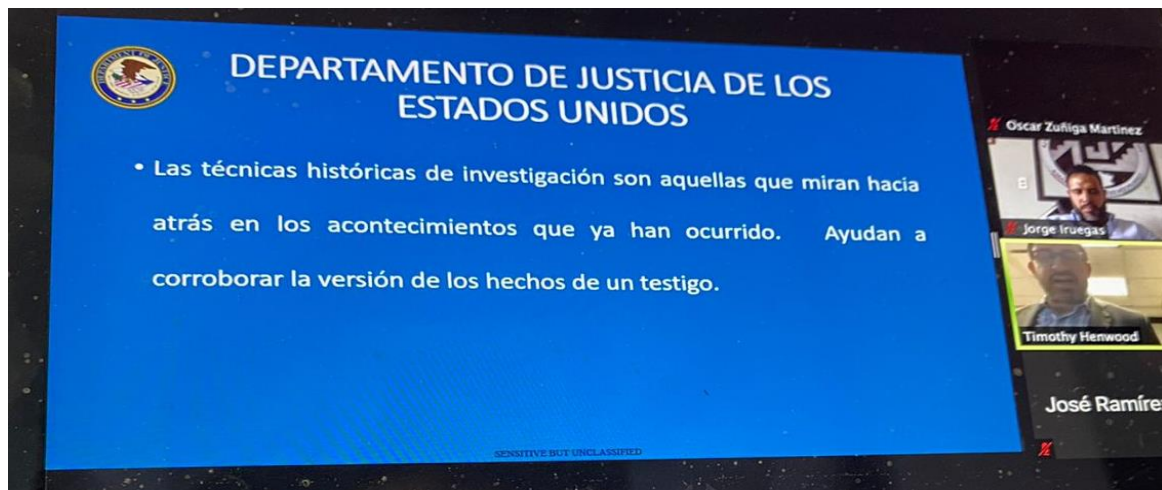 DEPARTAMENTO DE JUSTICIA DE LOS
ESTADOS UNIDOS
• Las técnicas históricas de investigación son aquellas que miran hacia
atrás en los acontecimientos que ya han ocurrido. Ayudan a
corroborar la versión de los hechos de un testigo.
SENSITIVE BUT UNCLASSIFIED
Oscar Zuñiga Martinez
Jorge Iruegas
Timothy Henwood
José